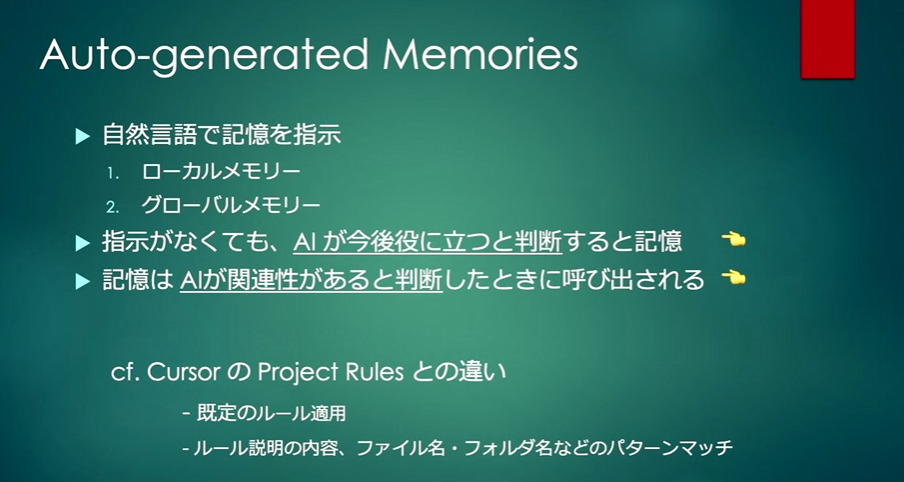 Auto-generated Memories
▶ 自然言語で記憶を指示
1. ローカルメモリー
2. グローバルメモリー
▶ 指示がなくても、AI が今後役に立つと判断すると記憶 👈
▶ 記憶は AIが関連性があると判断したときに呼び出される 👈
cf. Cursor の Project Rules との違い
- 既定のルール適用
- ルール説明の内容、ファイル名・フォルダ名などのパターンマッチ